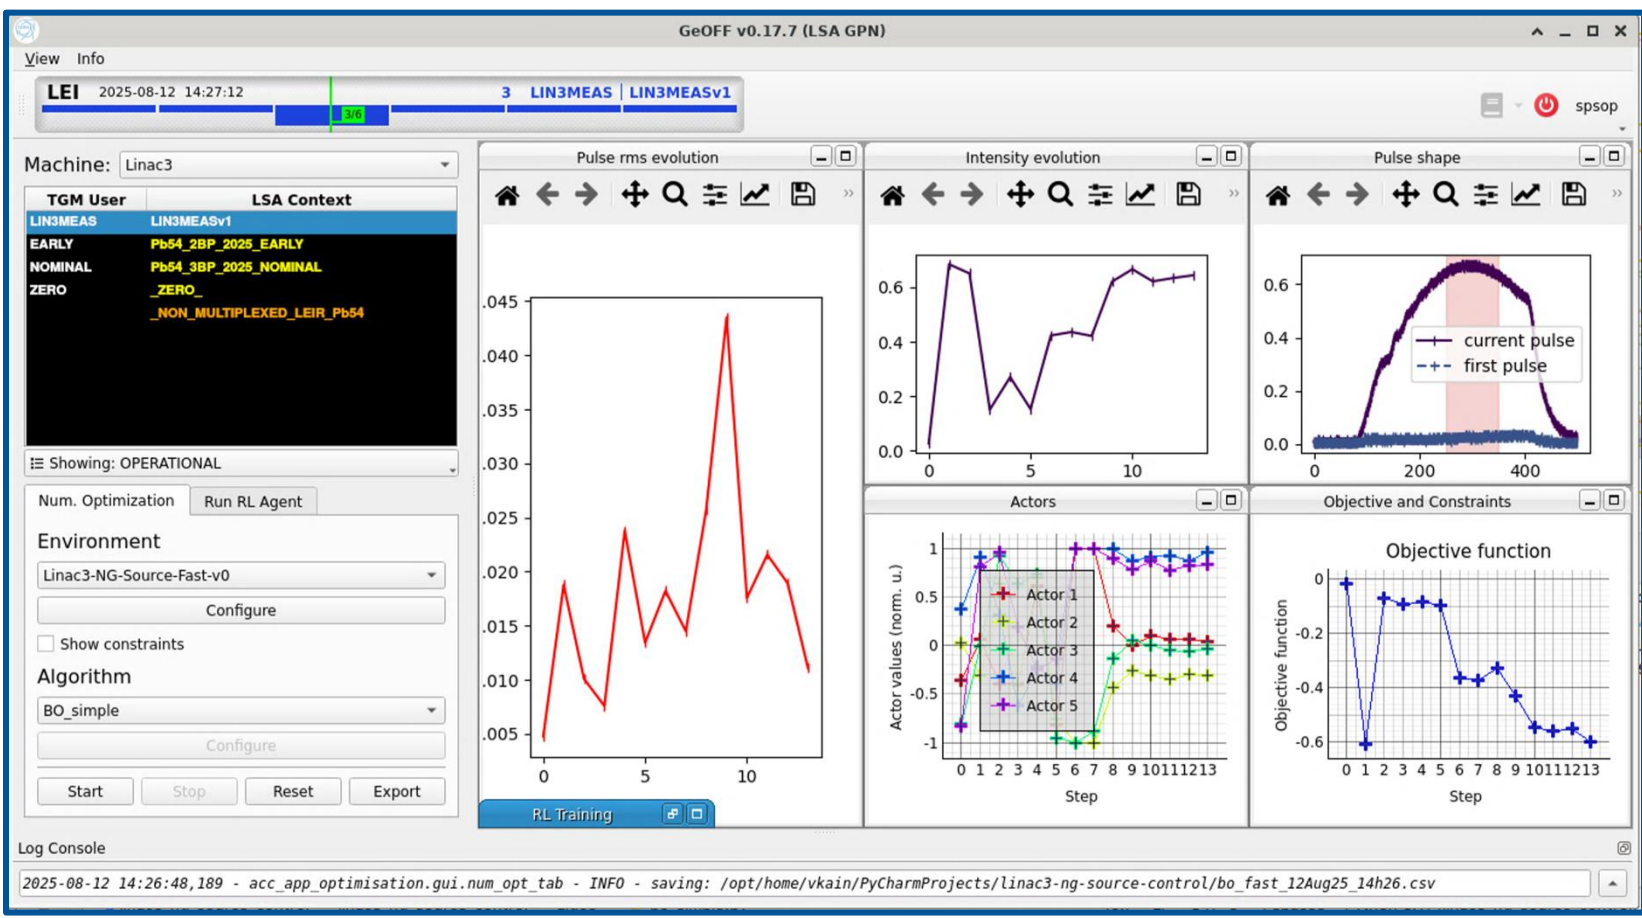 GeOFF v0.17.7 (LSA GPN)
View Info
LEI 2025-08-12 14:27:12 3 LIN3MEAS LIN3MEASv1
3/6
spsop
Machine: Linac3
TGM User LSA Context
LIN3MEAS LIN3MEASv1
EARLY Pb54_2BP_2025_EARLY
NOMINAL Pb54_3BP_2025_NOMINAL
ZERO _ZERO_
_NON_MULTIPLEXED_LEIR_Pb54
Showing: OPERATIONAL
Num. Optimization Run RL Agent
Environment
Linac3-NG-Source-Fast-v0
Configure
Show constraints
Algorithm
BO_simple
Configure
Start Stop Reset Export
Pulse rms evolution
.045
.040
.035
.030
.025
.020
.015
.010
.005
0 5 10
RL Training
Intensity evolution
0.6
0.4
0.2
0.0
0 5 10
Pulse shape
0.6
0.4
0.2
0.0
current pulse
first pulse
0 200 400
Actors
Actor values (norm. u.)
1
0.5
0
-0.5
-1
Actor 1
Actor 2
Actor 3
Actor 4
Actor 5
0 1 2 3 4 5 6 7 8 9 10 11 12 13
Step
Objective and Constraints
Objective function
Objective function
0
-0.2
-0.4
-0.6
0 1 2 3 4 5 6 7 8 9 10 11 12 13
Step
Log Console
2025-08-12 14:26:48,189 - acc_app_optimisation.gui.num_opt_tab - INFO - saving: /opt/home/vkain/PyCharmProjects/linac3-ng-source-control/bo_fast_12Aug25_14h26.csv